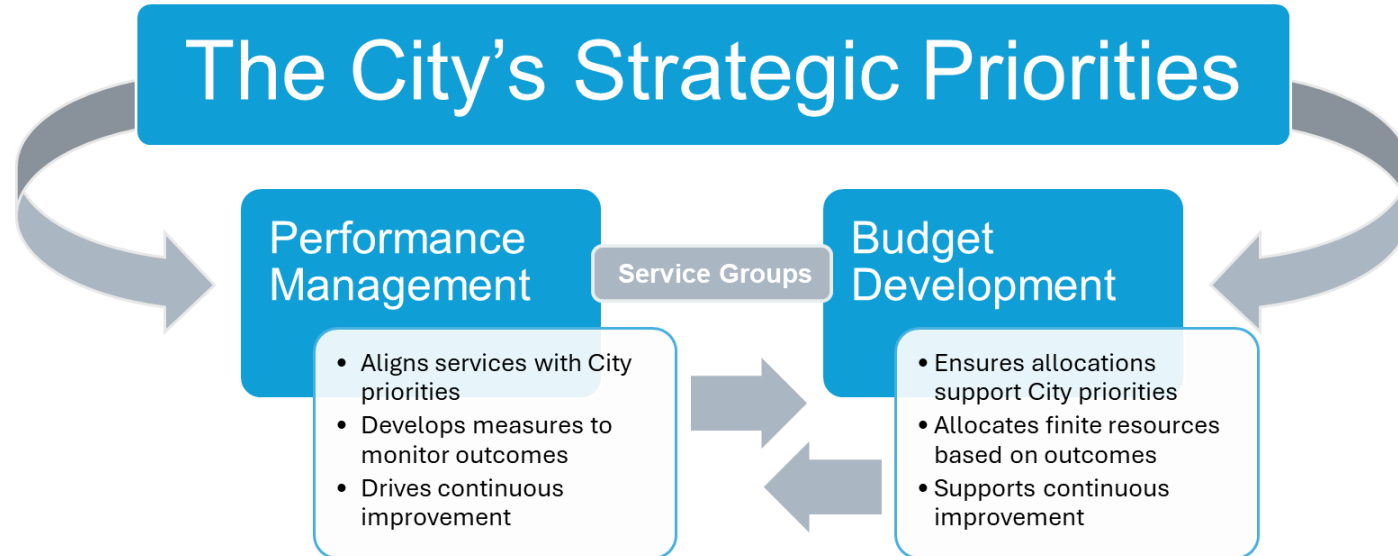 The City’s Strategic Priorities
Performance
Management
Service Groups
Budget
Development
• Aligns services with City
priorities
• Develops measures to
monitor outcomes
• Drives continuous
improvement
• Ensures allocations
support City priorities
• Allocates finite resources
based on outcomes
• Supports continuous
improvement